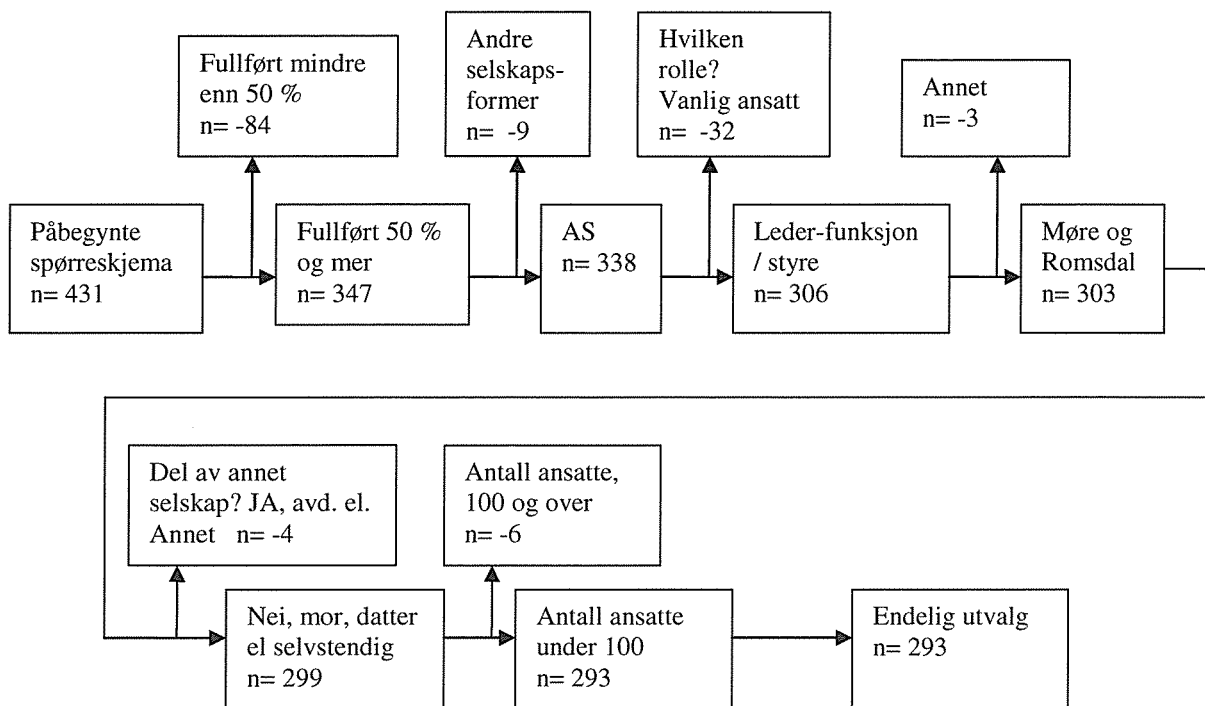 Fullført mindre
enn 50 %
n= -84
Andre
selskaps-
former
n= -9
Hvilken
rolle?
Vanlig ansatt
n= -32
Annet
n= -3
Påbegynte
spørreskjema
n= 431
Fullført 50 %
og mer
n= 347
AS
n= 338
Leder-funksjon
/ styre
n= 306
Møre og
Romsdal
n= 303
Del av annet
selskap? JA, avd. el.
Annet n= -4
Antall ansatte,
100 og over
n= -6
Nei, mor, datter
el selvstendig
n= 299
Antall ansatte
under 100
n= 293
Endelig utvalg
n= 293